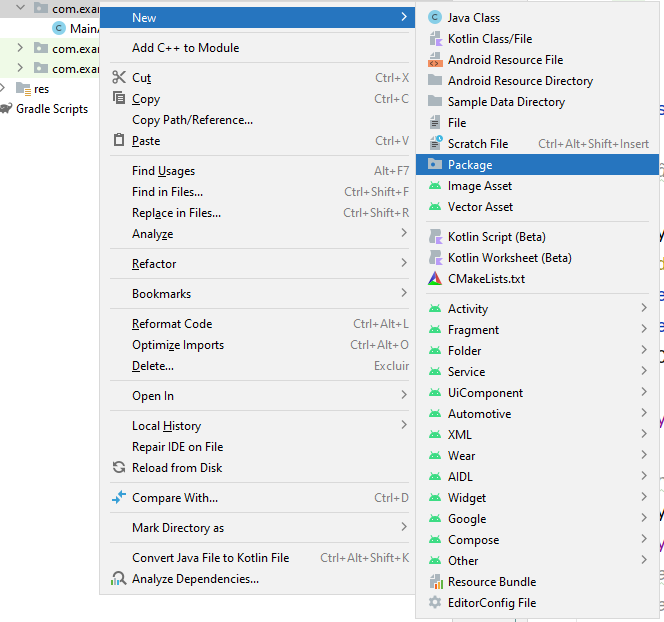 com.exa
Main
com.exa
com.exa
res
Gradle Scripts
New
Add C++ to Module
Cut Ctrl+X
Copy Ctrl+C
Copy Path/Reference...
Paste Ctrl+V
Find Usages Alt+F7
Find in Files... Ctrl+Shift+F
Replace in Files... Ctrl+Shift+R
Analyze
Refactor
Bookmarks
Reformat Code Ctrl+Alt+L
Optimize Imports Ctrl+Alt+O
Delete... Excluir
Open In
Local History
Repair IDE on File
Reload from Disk
Compare With... Ctrl+D
Mark Directory as
Convert Java File to Kotlin File Ctrl+Alt+Shift+K
Analyze Dependencies...
Java Class
Kotlin Class/File
Android Resource File
Android Resource Directory
Sample Data Directory
File
Scratch File Ctrl+Alt+Shift+Insert
Package
Image Asset
Vector Asset
Kotlin Script (Beta)
Kotlin Worksheet (Beta)
CMakeLists.txt
Activity
Fragment
Folder
Service
UiComponent
Automotive
XML
Wear
AIDL
Widget
Google
Compose
Other
Resource Bundle
EditorConfig File